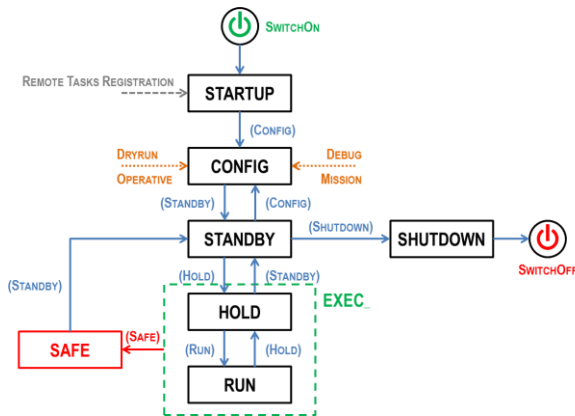 SWITCHON
REMOTE TASKS REGISTRATION
STARTUP
(CONFIG)
DRYRUN
OPERATIVE
CONFIG
DEBUG
MISSION
(STANDBY)
(CONFIG)
STANDBY
(SHUTDOWN)
SHUTDOWN
SWITCHOFF
(STANDBY)
(HOLD)
(STANDBY)
EXEC_
HOLD
(SAFE)
SAFE
(RUN)
(HOLD)
RUN